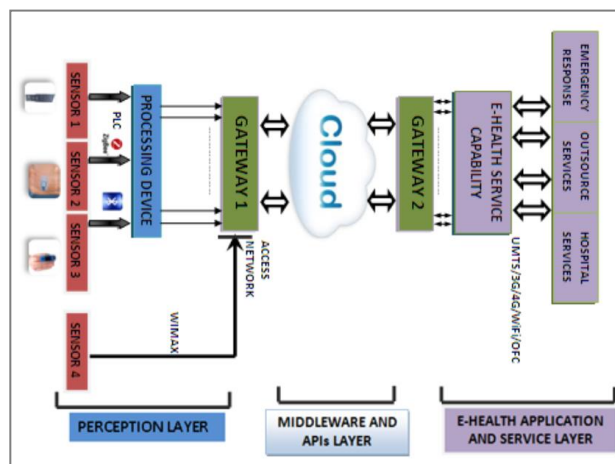 SENSOR 1
SENSOR 2
SENSOR 3
SENSOR 4
PLC
ZigBee
PROCESSING DEVICE
GATEWAY 1
ACCESS
NETWORK
WIMAX
Cloud
GATEWAY 2
E-HEALTH SERVICE
CAPABILITY
UMTS/3G/4G/WiFi/OFC
EMERGENCY
RESPONSE
OUTSOURCE
SERVICES
HOSPITAL
SERVICES
PERCEPTION LAYER
MIDDLEWARE AND
APIs LAYER
E-HEALTH APPLICATION
AND SERVICE LAYER